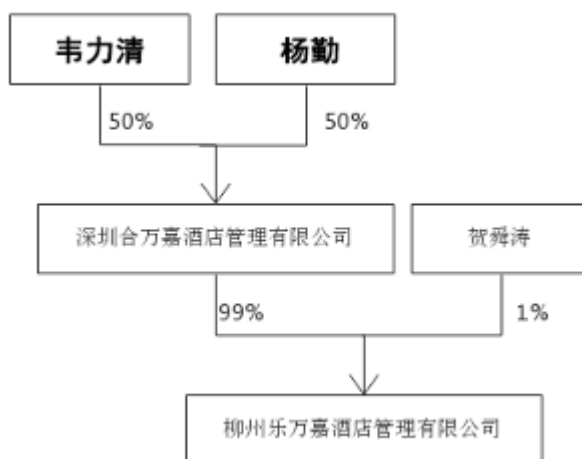 韦力清
杨勤
50%
50%
深圳合万嘉酒店管理有限公司
贺舜涛
99%
1%
柳州乐万嘉酒店管理有限公司